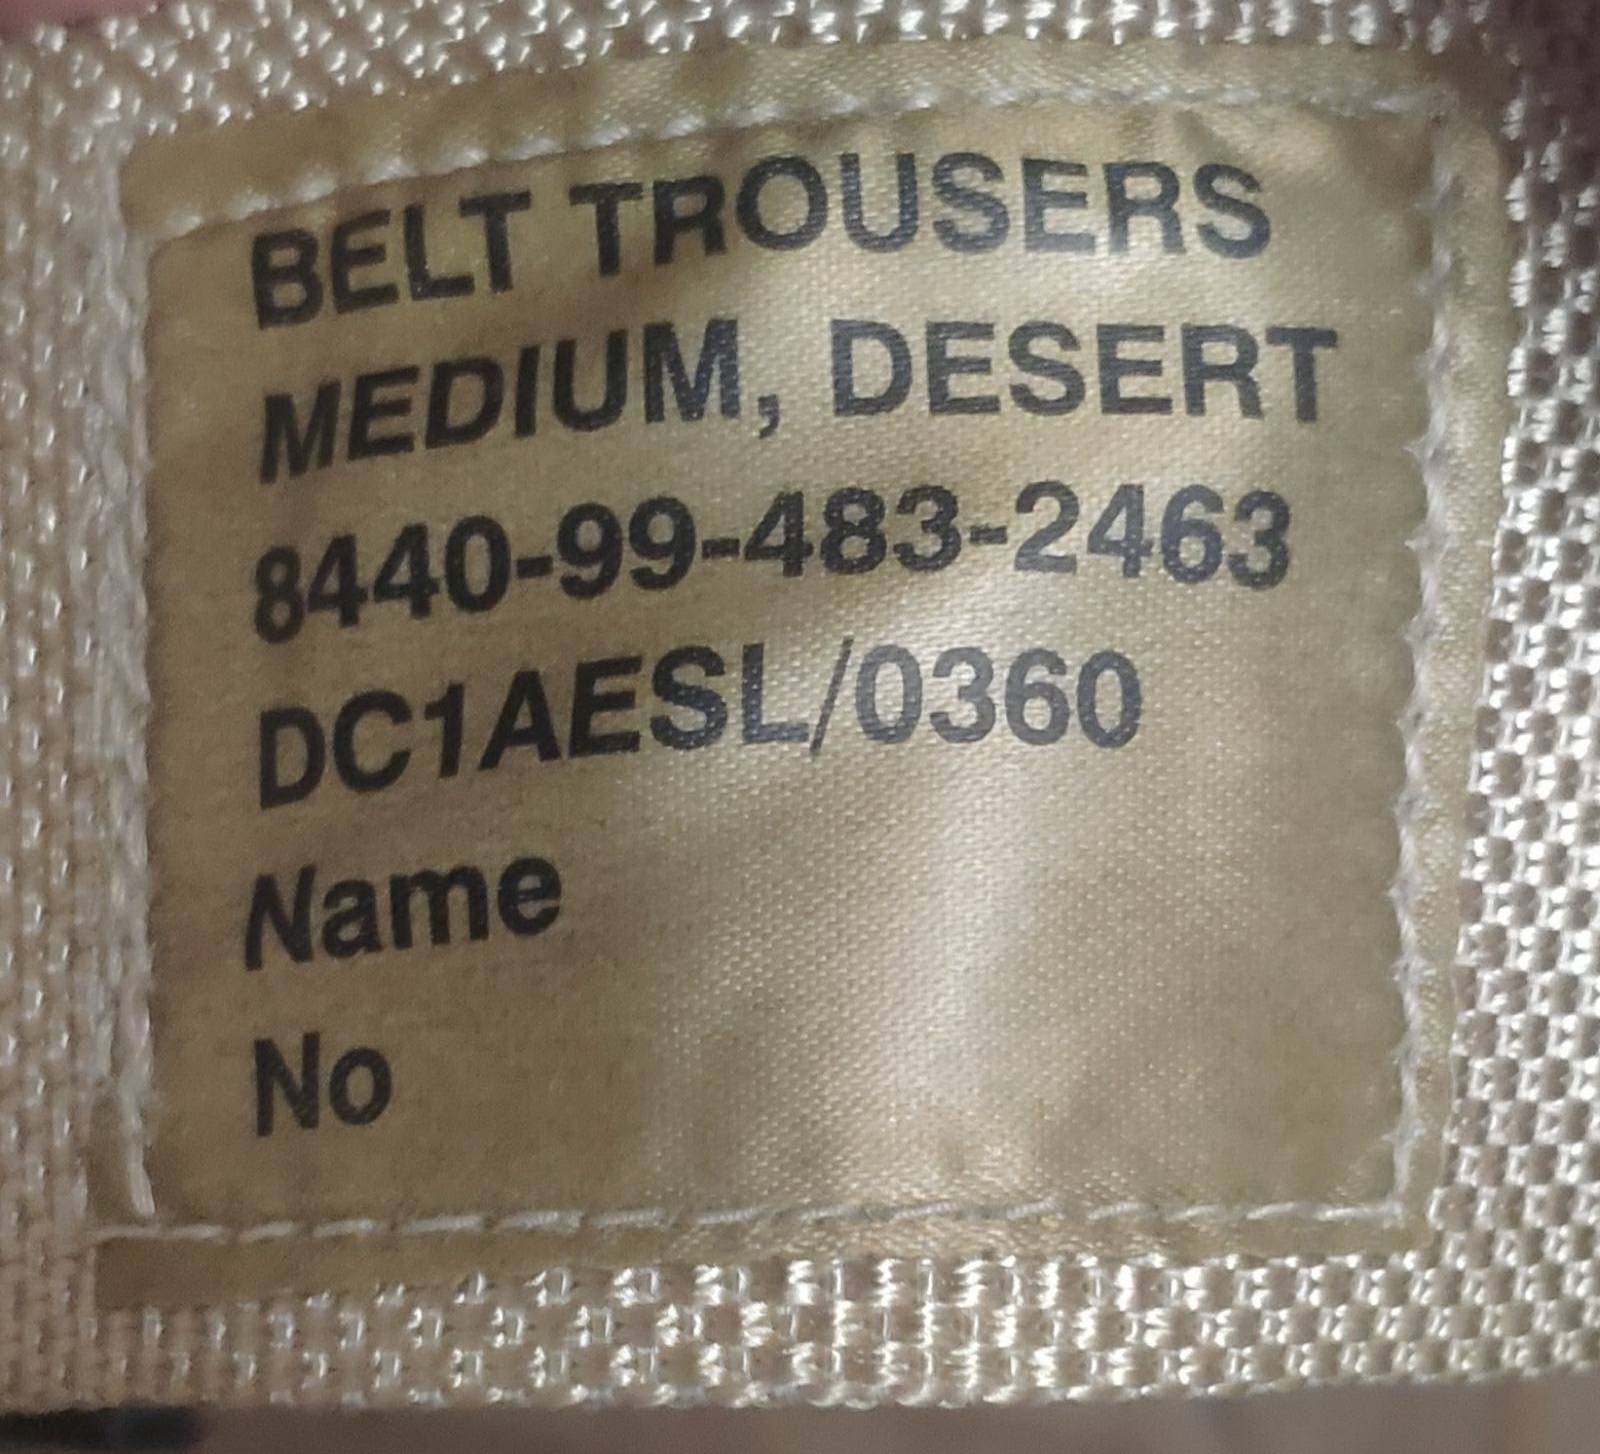 BELT TROUSERS
MEDIUM, DESERT
8440-99-483-2463
DC1AESL/0360
Name
No